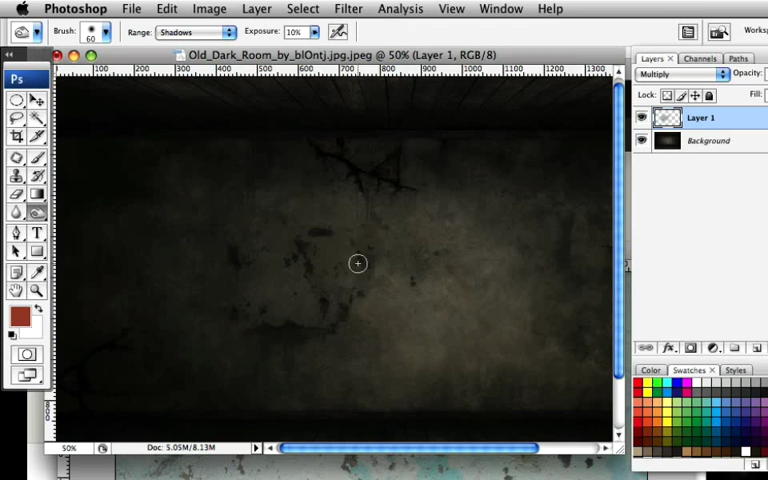 Photoshop File Edit Image Layer Select Filter Analysis View Window Help
Brush: 60 Range: Shadows Exposure: 10% Works
Old_Dark_Room_by_blOntj.jpg.jpeg @ 50% (Layer 1, RGB/8)
Layers x Channels Paths
100 200 300 400 500 600 700 800 900 1000 1100 1200 1300
Ps
Multiply Opacity:
Lock: Fill:
Layer 1
Background
T
Color Swatches x Styles
50% Doc: 5.05M/8.13M